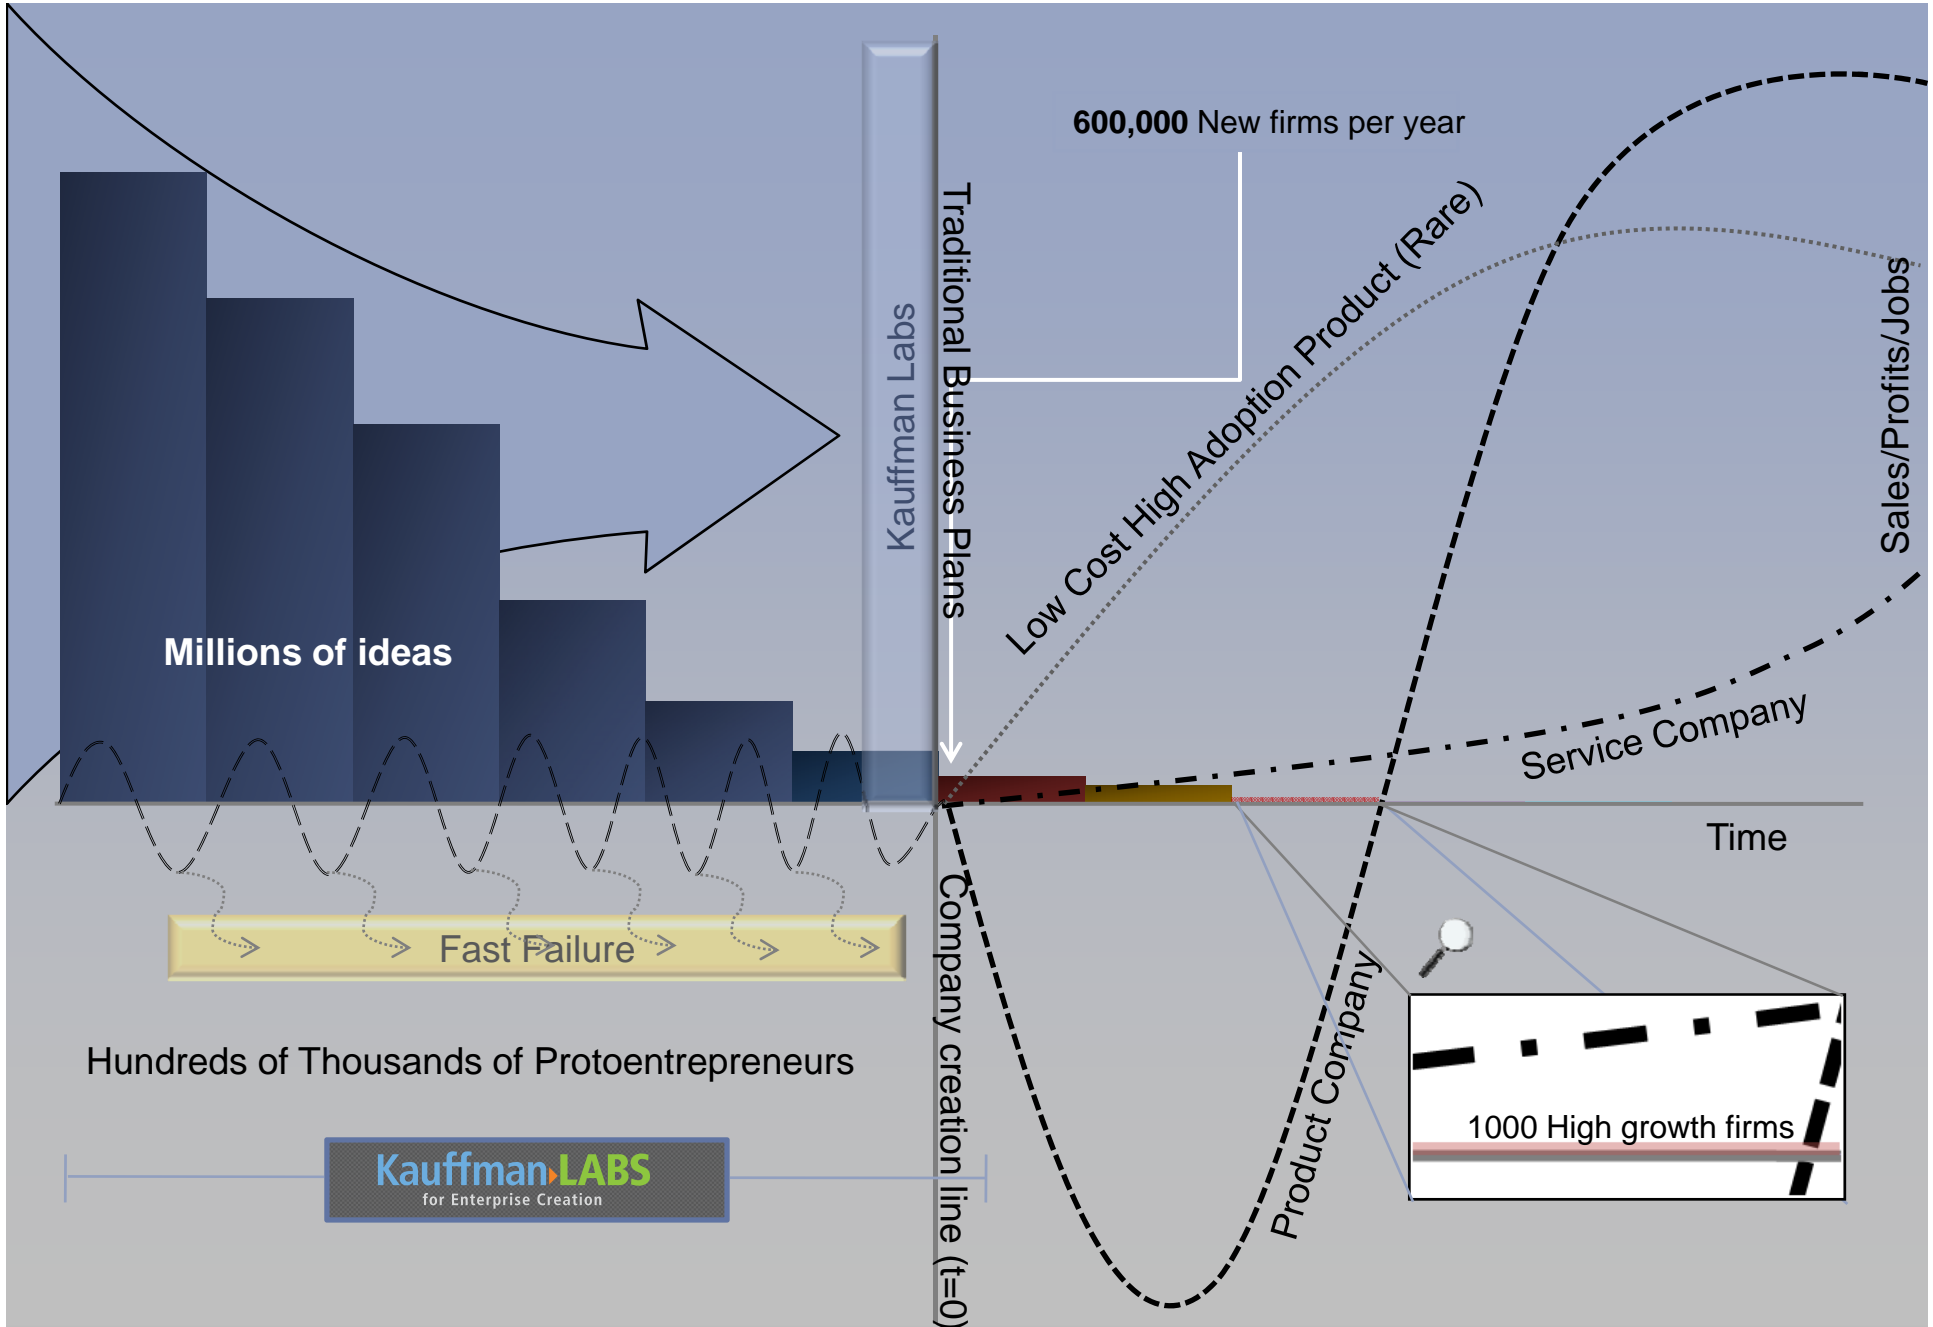 600,000 New firms per year
Kauffman Labs
Traditional Business Plans
Low Cost High Adoption Product (Rare)
Sales/Profits/Jobs
Millions of ideas
Service Company
Time
Fast Failure
Company creation line (t=0)
Product Company
Hundreds of Thousands of Protoentrepreneurs
1000 High growth firms
Kauffman LABS
for Enterprise Creation